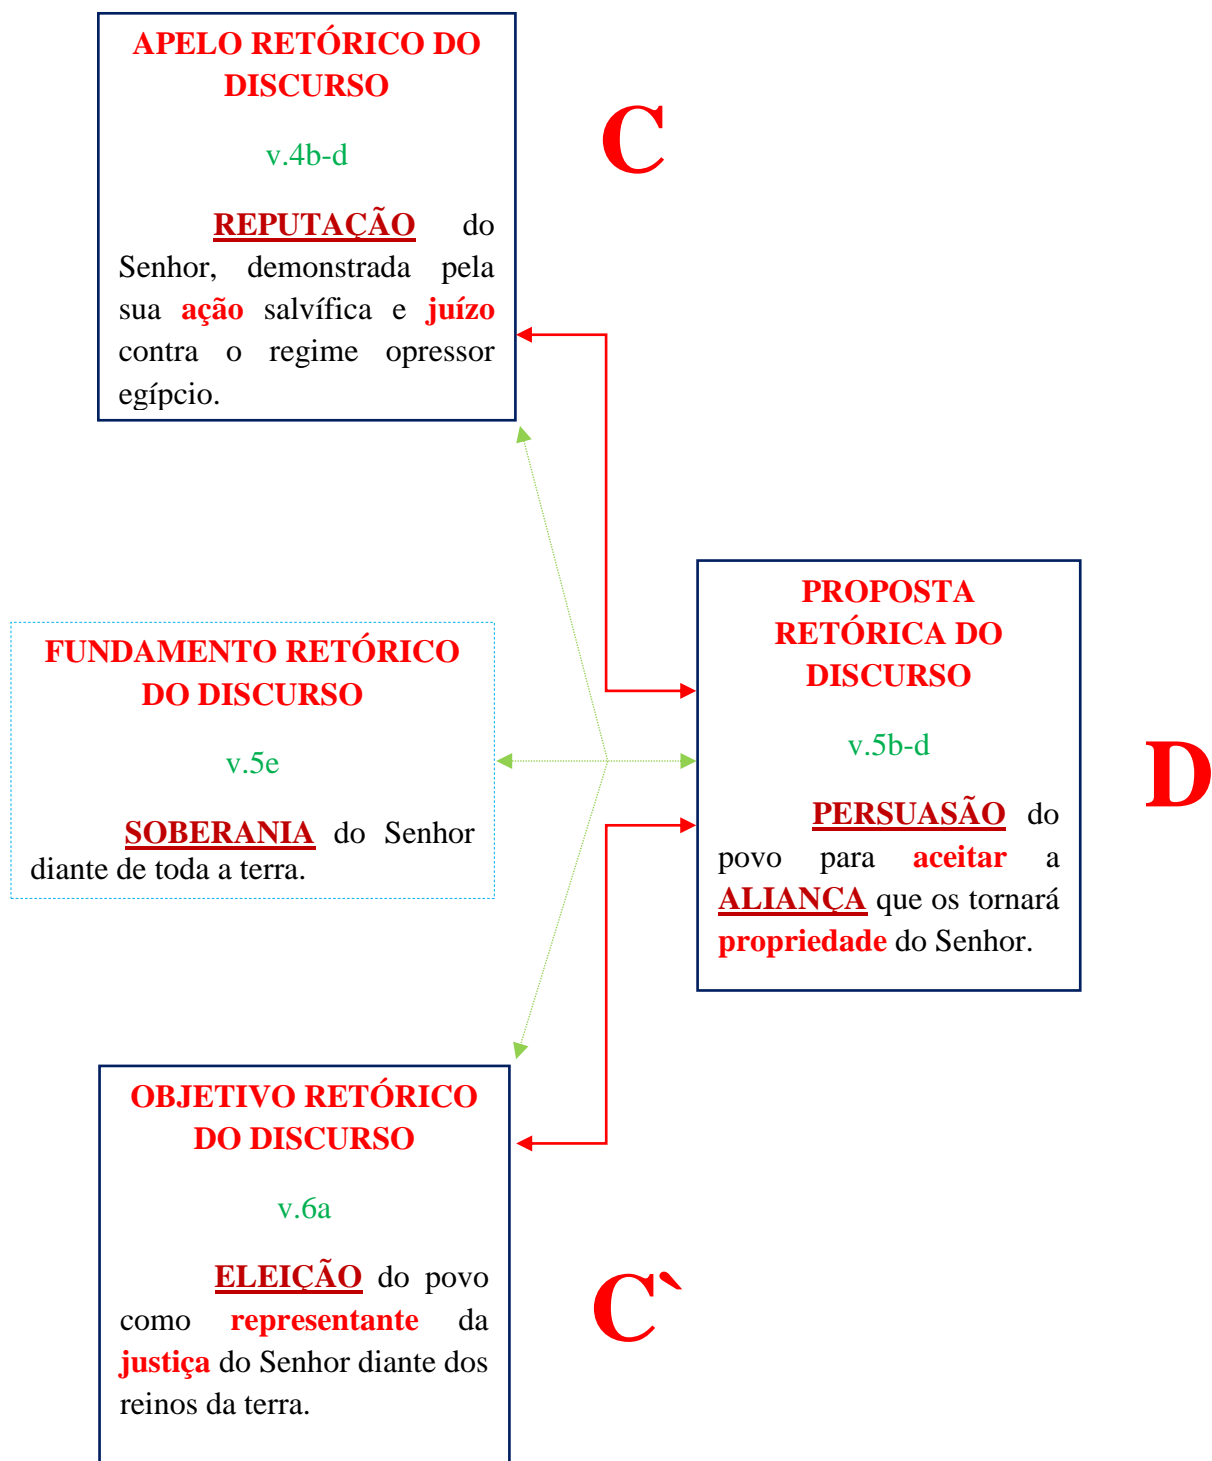 APELO RETÓRICO DO
DISCURSO
v.4b-d
REPUTAÇÃO do
Senhor, demonstrada pela
sua ação salvífica e juízo
contra o regime opressor
egípcio.
C
FUNDAMENTO RETÓRICO
DO DISCURSO
v.5e
SOBERANIA do Senhor
diante de toda a terra.
PROPOSTA
RETÓRICA DO
DISCURSO
v.5b-d
PERSUASÃO do
povo para aceitar a
ALIANÇA que os tornará
propriedade do Senhor.
D
OBJETIVO RETÓRICO
DO DISCURSO
v.6a
ELEIÇÃO do povo
como representante da
justiça do Senhor diante dos
reinos da terra.
C`